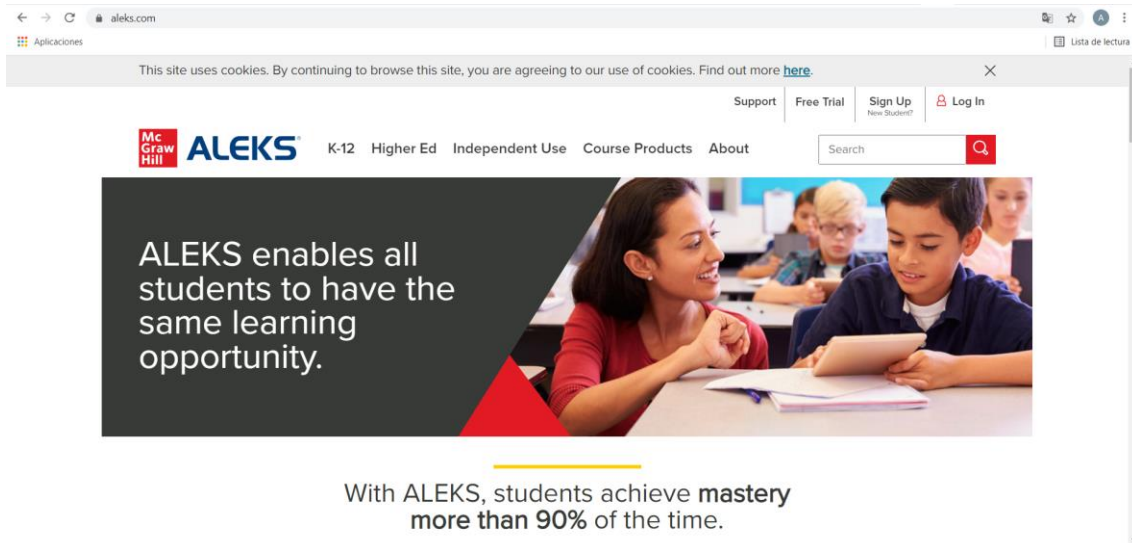 aleks.com
Aplicaciones
Lista de lectura
This site uses cookies. By continuing to browse this site, you are agreeing to our use of cookies. Find out more here.
Support Free Trial Sign Up Log In
New Student?
Mc
Graw
Hill
ALEKS K-12 Higher Ed Independent Use Course Products About Search
ALEKS enables all
students to have the
same learning
opportunity.
With ALEKS, students achieve mastery
more than 90% of the time.